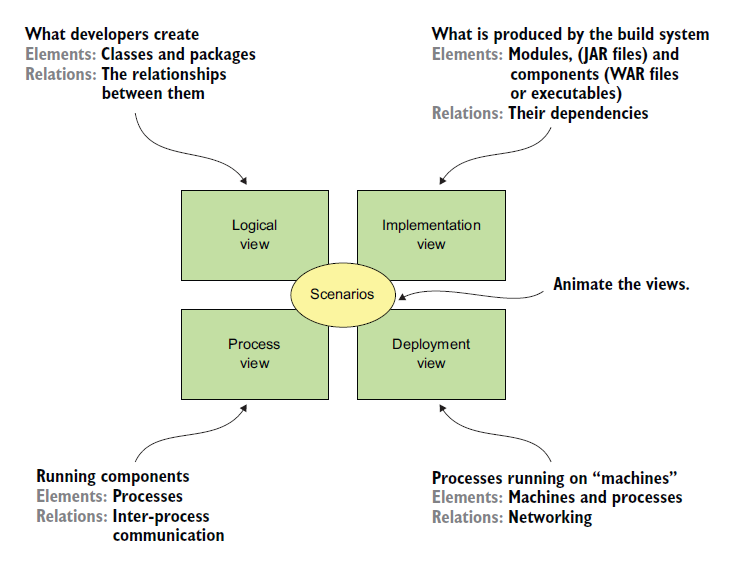 What developers create
Elements: Classes and packages
Relations: The relationships
between them
What is produced by the build system
Elements: Modules, (JAR files) and
components (WAR files
or executables)
Relations: Their dependencies
Logical
view
Implementation
view
Scenarios
Animate the views.
Process
view
Deployment
view
Running components
Elements: Processes
Relations: Inter-process
communication
Processes running on “machines”
Elements: Machines and processes
Relations: Networking